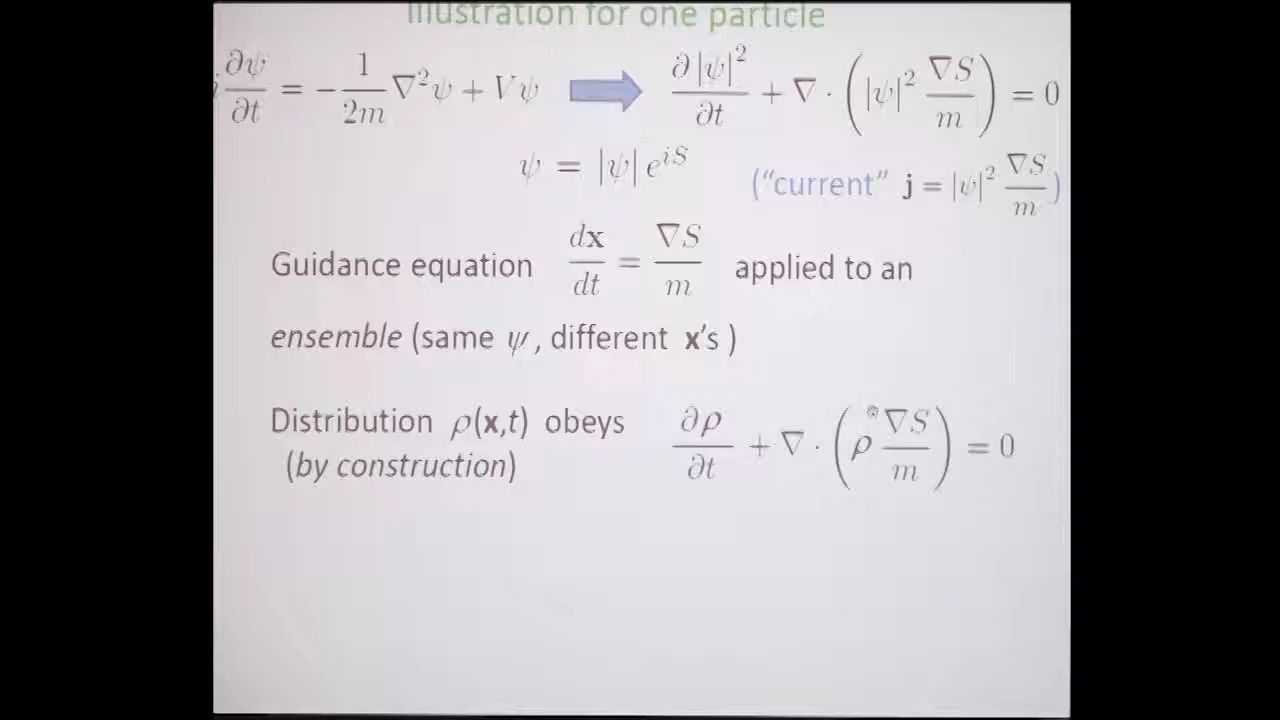 Illustration for one particle
i ∂ψ/∂t = −(1/2m) ∇²ψ + Vψ ∂|ψ|²/∂t + ∇ · (|ψ|² ∇S/m) = 0
ψ = |ψ| e^{iS} ("current" j = |ψ|² ∇S/m)
Guidance equation dx/dt = ∇S/m applied to an
ensemble (same ψ, different x's )
Distribution ρ(x,t) obeys ∂ρ/∂t + ∇ · (ρ ∇S/m) = 0
(by construction)